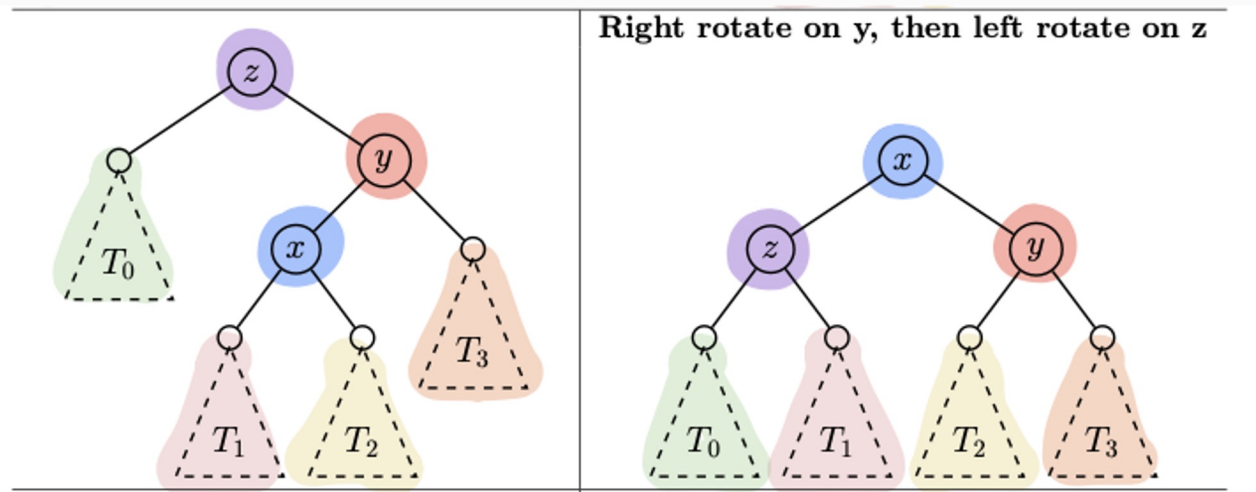 Right rotate on y, then left rotate on z
z
y
x
T0
T1
T2
T3
x
z
y
T0
T1
T2
T3